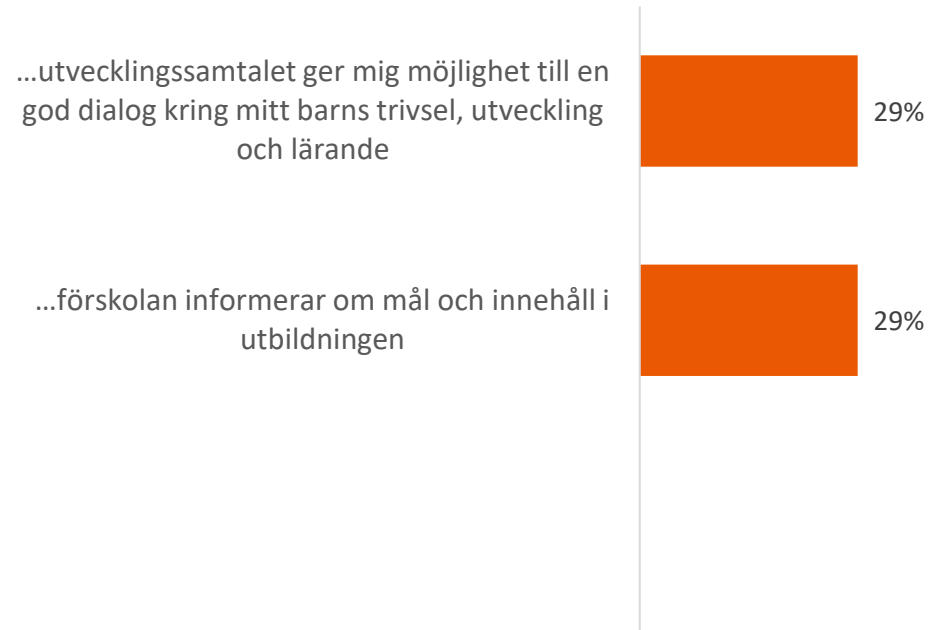 …utvecklingssamtalet ger mig möjlighet till en
god dialog kring mitt barns trivsel, utveckling
och lärande
29%
…förskolan informerar om mål och innehåll i
utbildningen
29%